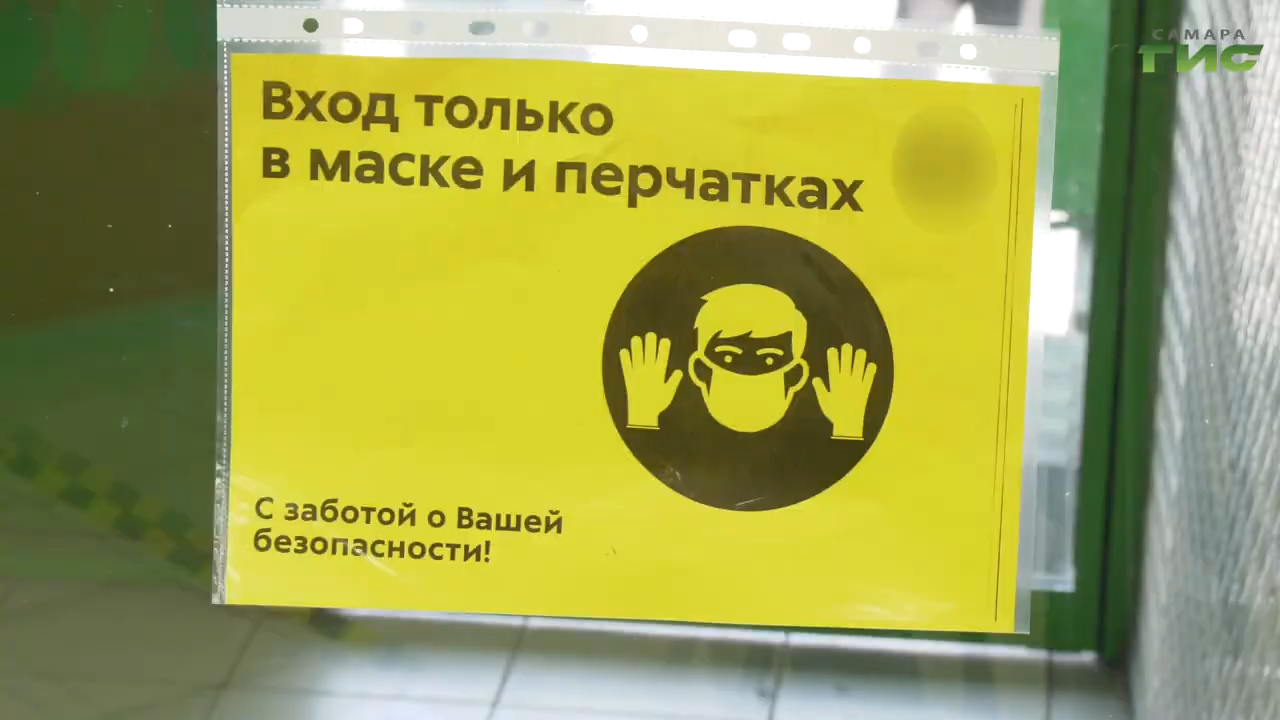 САМАРА
ГИС
Вход только
в маске и перчатках
С заботой о Вашей
безопасности!